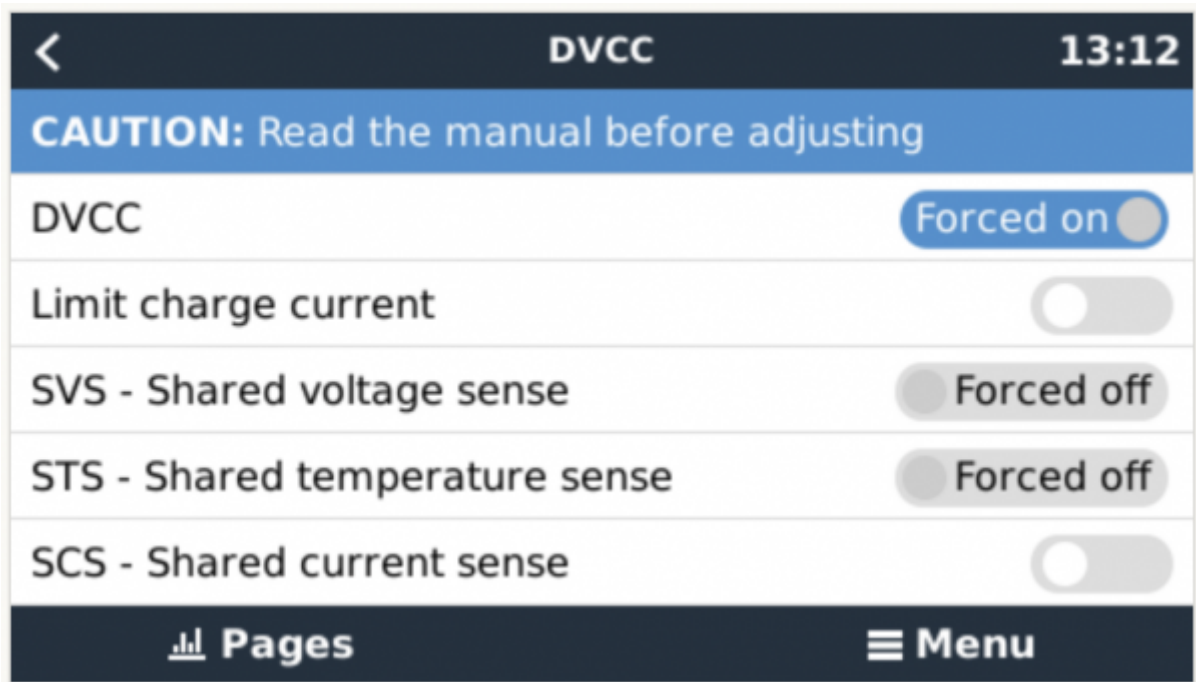 DVCC 13:12
CAUTION: Read the manual before adjusting
DVCC Forced on
Limit charge current
SVS - Shared voltage sense Forced off
STS - Shared temperature sense Forced off
SCS - Shared current sense
Pages Menu